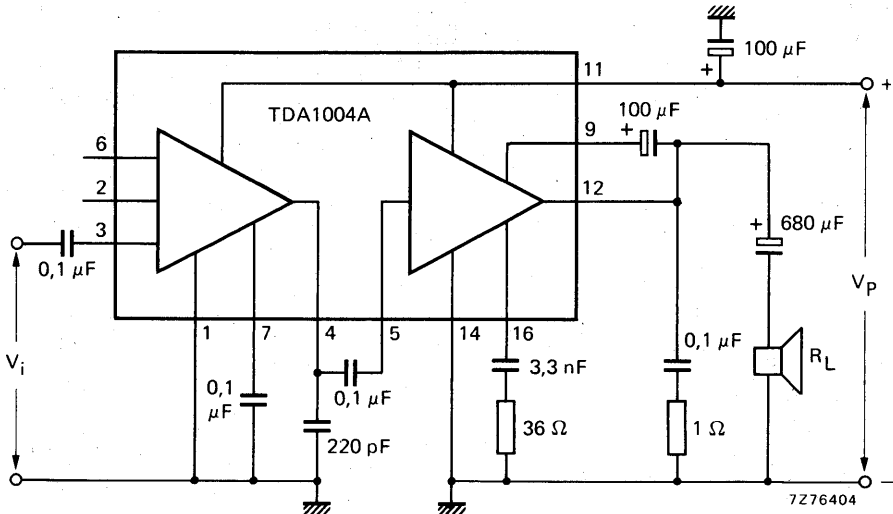 100 µF
+
11
+
TDA1004A
100 µF
+
9
6
12
2
680 µF
+
3
0,1 µF
V_P
1
7
4
5
14
16
0,1 µF
V_i
3,3 nF
R_L
0,1
µF
0,1 µF
36 Ω
1 Ω
220 pF
−
7Z76404